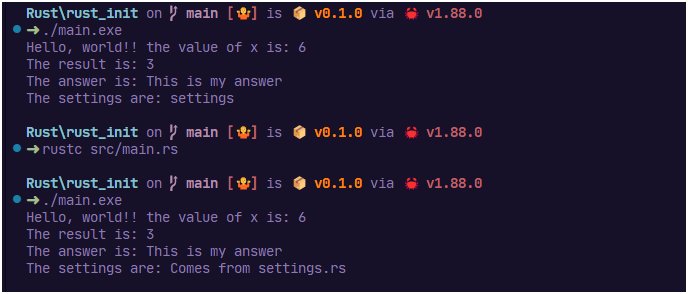 Rust\rust_init on main [🤷] is 📦 v0.1.0 via 🦀 v1.88.0
➜./main.exe
Hello, world!! the value of x is: 6
The result is: 3
The answer is: This is my answer
The settings are: settings
Rust\rust_init on main [🤷] is 📦 v0.1.0 via 🦀 v1.88.0
➜rustc src/main.rs
Rust\rust_init on main [🤷] is 📦 v0.1.0 via 🦀 v1.88.0
➜./main.exe
Hello, world!! the value of x is: 6
The result is: 3
The answer is: This is my answer
The settings are: Comes from settings.rs